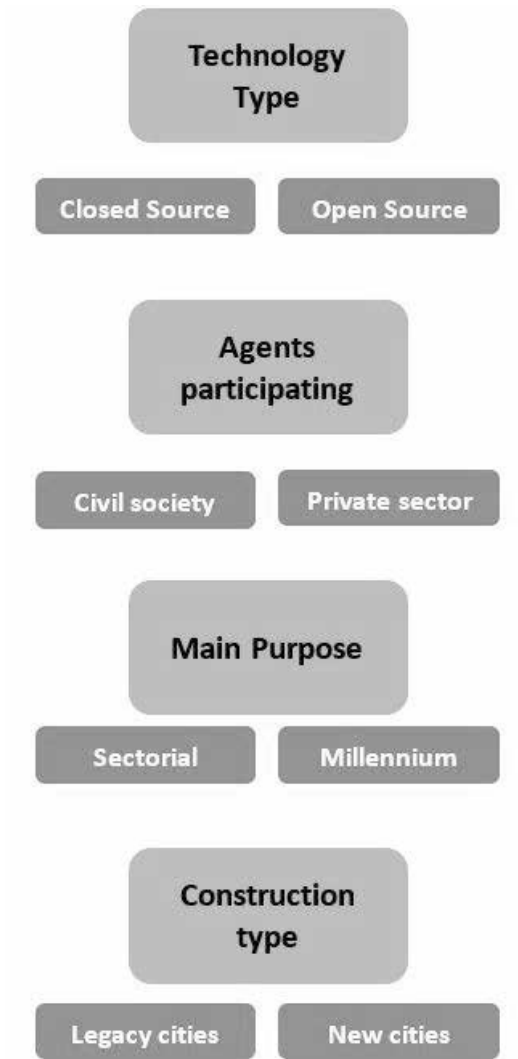 Technology
Type
Closed Source
Open Source
Agents
participating
Civil society
Private sector
Main Purpose
Sectorial
Millennium
Construction
type
Legacy cities
New cities